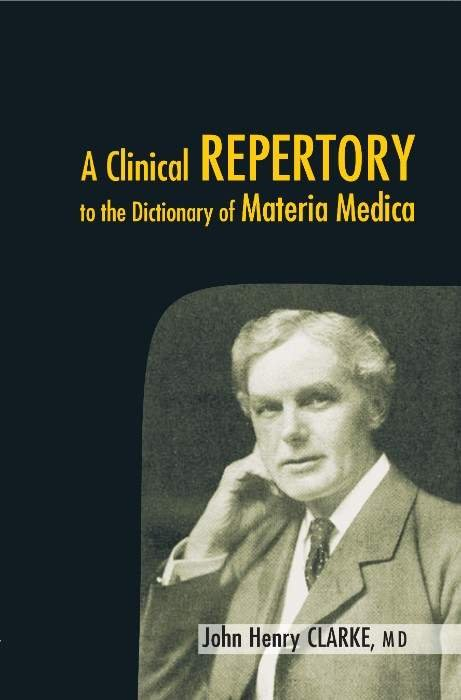 A Clinical REPERTORY
to the Dictionary of Materia Medica
John Henry CLARKE, MD